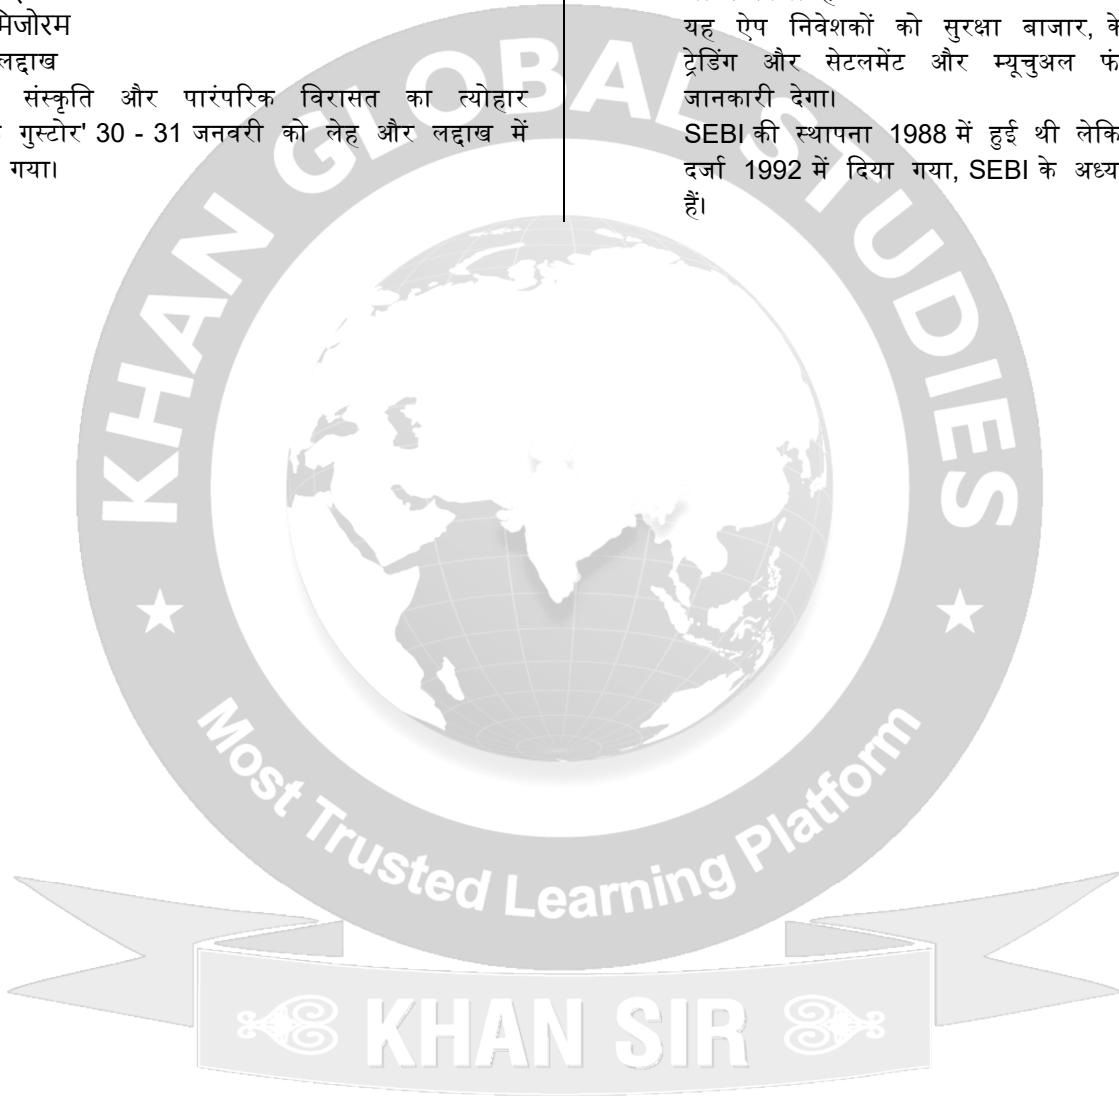 मिजोरम
लद्दाख
संस्कृति और पारंपरिक विरासत का त्योहार
गुस्टोर' 30 - 31 जनवरी को लेह और लद्दाख में
गया।
यह ऐप निवेशकों को सुरक्षा बाजार, के
ट्रेडिंग और सेटलमेंट और म्यूचुअल फं
जानकारी देगा।
SEBI की स्थापना 1988 में हुई थी लेकि
दर्जा 1992 में दिया गया, SEBI के अध्य
हैं।
KHAN GLOBAL STUDIES
Most Trusted Learning Platform
KHAN SIR